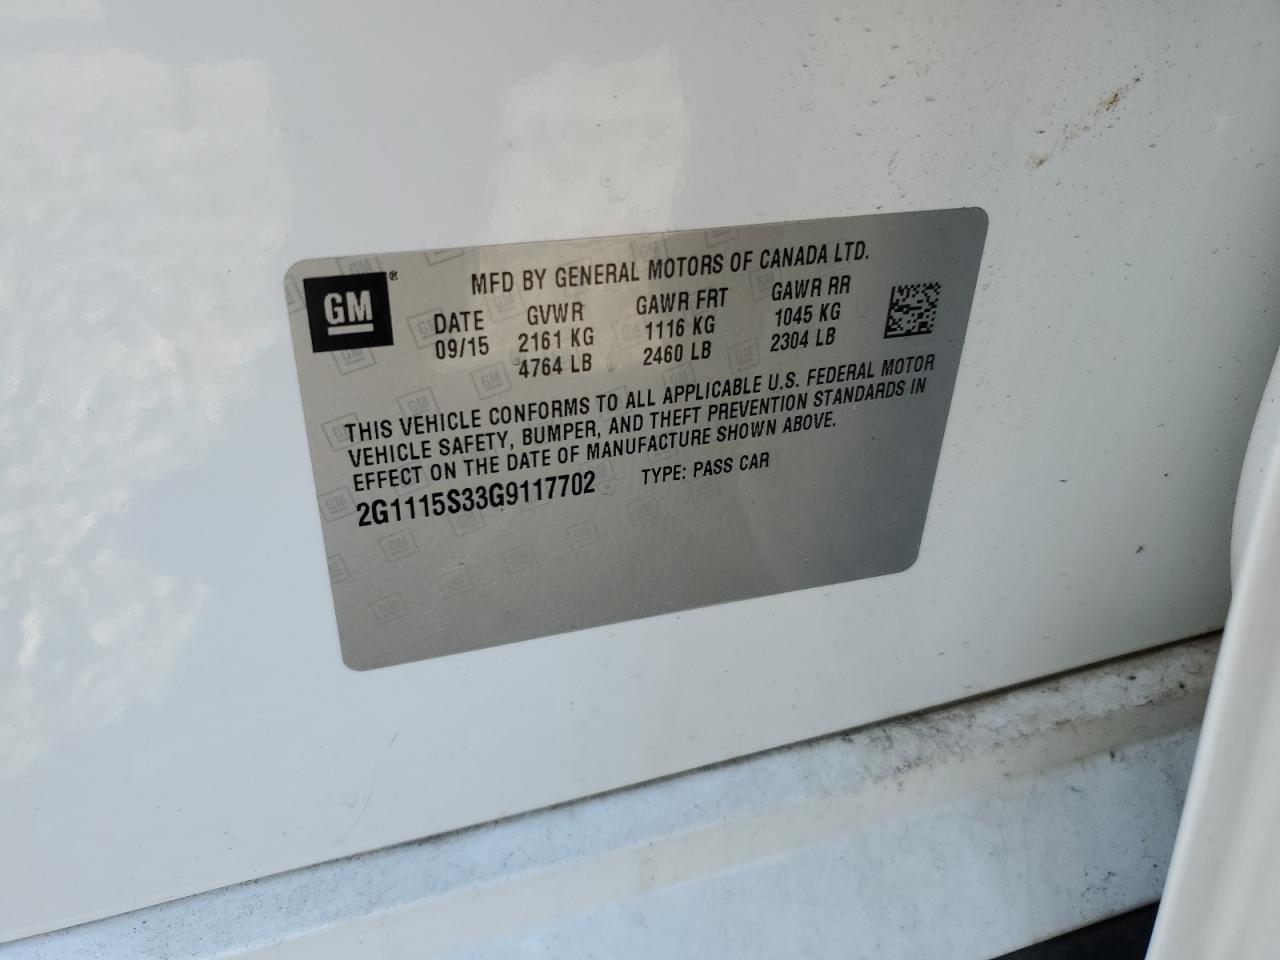 GM®
MFD BY GENERAL MOTORS OF CANADA LTD.
DATE GVWR GAWR FRT GAWR RR
09/15 2161 KG 1116 KG 1045 KG
4764 LB 2460 LB 2304 LB
THIS VEHICLE CONFORMS TO ALL APPLICABLE U.S. FEDERAL MOTOR
VEHICLE SAFETY, BUMPER, AND THEFT PREVENTION STANDARDS IN
EFFECT ON THE DATE OF MANUFACTURE SHOWN ABOVE.
2G1115S33G9117702 TYPE: PASS CAR